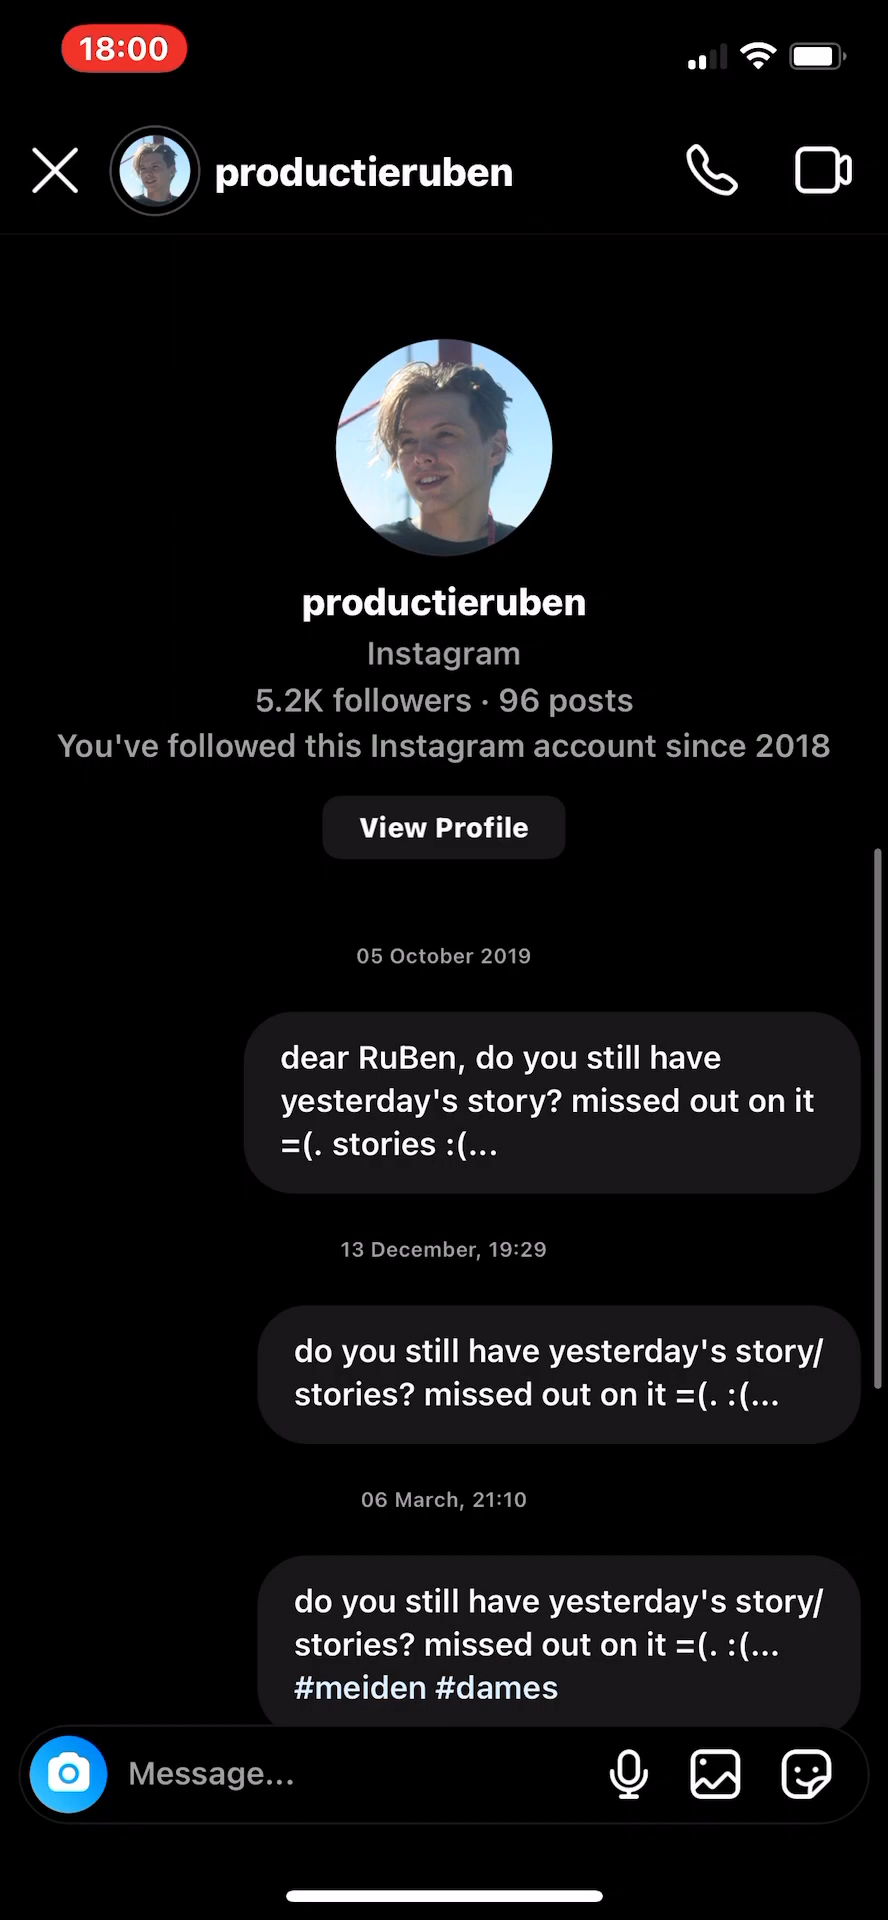 18:00
productieruben
productieruben
Instagram
5.2K followers · 96 posts
You've followed this Instagram account since 2018
View Profile
05 October 2019
dear RuBen, do you still have
yesterday's story? missed out on it
=(. stories :(...
13 December, 19:29
do you still have yesterday's story/
stories? missed out on it =(. :(...
06 March, 21:10
do you still have yesterday's story/
stories? missed out on it =(. :(...
#meiden #dames
Message...